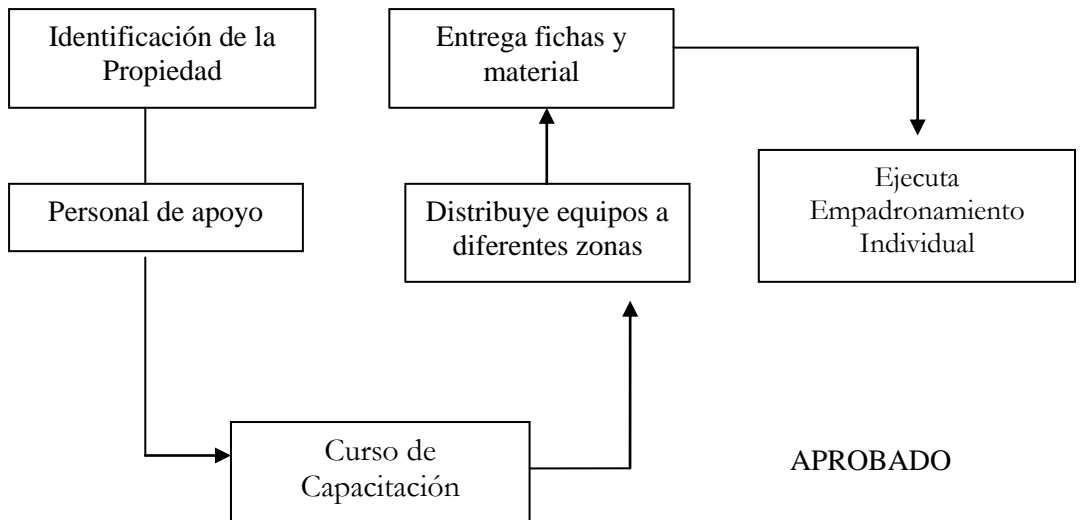 Identificación de la
Propiedad
Personal de apoyo
Curso de
Capacitación
Distribuye equipos a
diferentes zonas
Entrega fichas y
material
Ejecuta
Empadronamiento
Individual
APROBADO